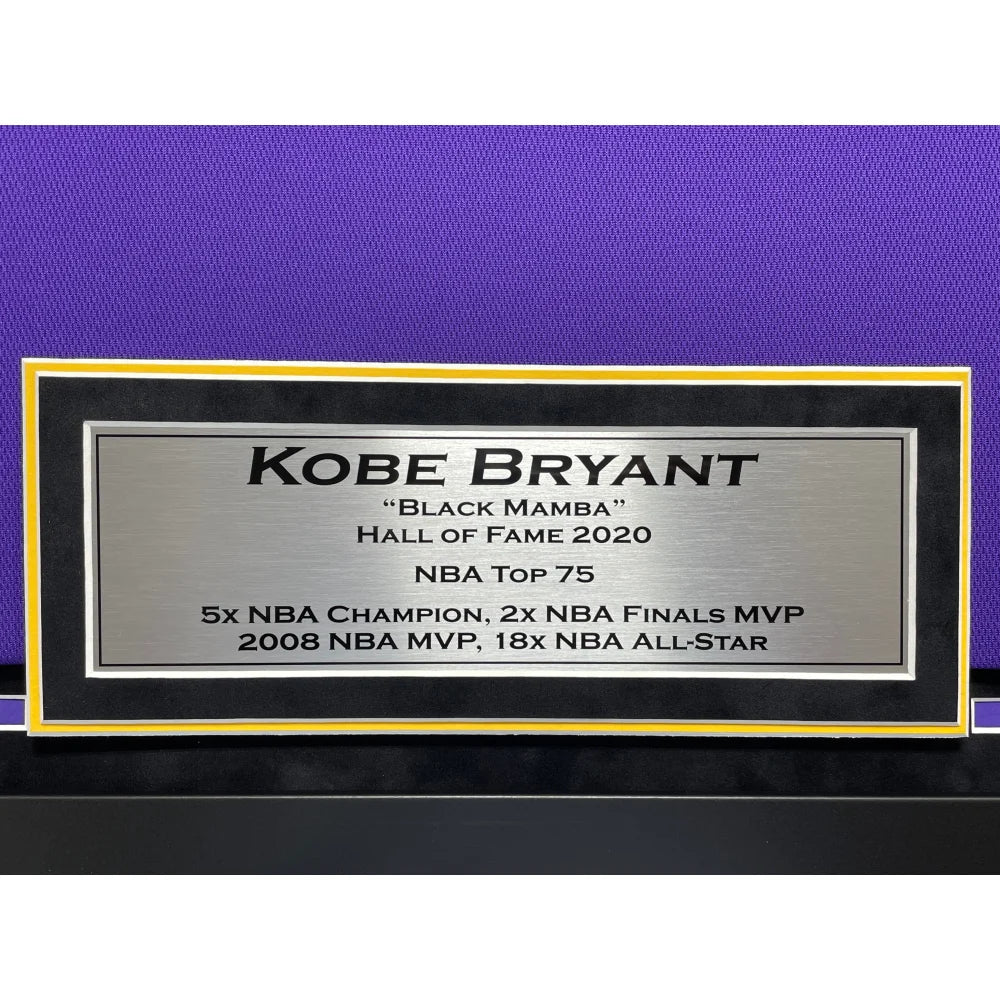 KOBE BRYANT
“BLACK MAMBA”
HALL OF FAME 2020
NBA TOP 75
5X NBA CHAMPION, 2X NBA FINALS MVP
2008 NBA MVP, 18X NBA ALL-STAR